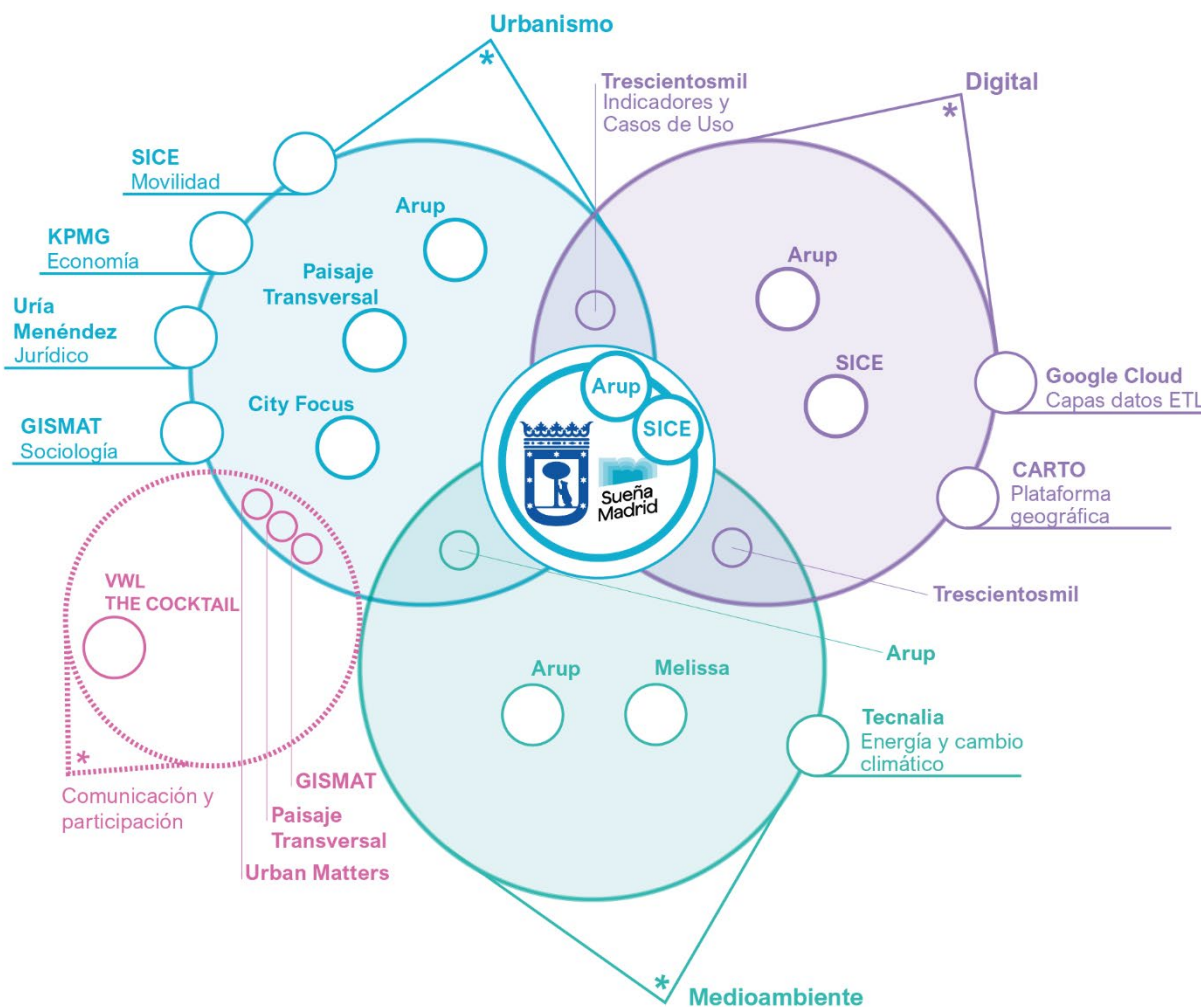 Urbanismo
*
Trescientosmil
Indicadores y
Casos de Uso
Digital
*
SICE
Movilidad
Arup
KPMG
Economía
Paisaje
Transversal
Arup
Uría
Menéndez
Jurídico
SICE
Google Cloud
Capas datos ETL
City Focus
Arup
GISMAT
Sociología
SICE
CARTO
Plataforma
geográfica
Sueña
Madrid
VWL
THE COCKTAIL
Trescientosmil
Arup
Arup
Melissa
Tecnalia
Energía y cambio
climático
*
GISMAT
Comunicación y
participación
Paisaje
Transversal
Urban Matters
*
Medioambiente